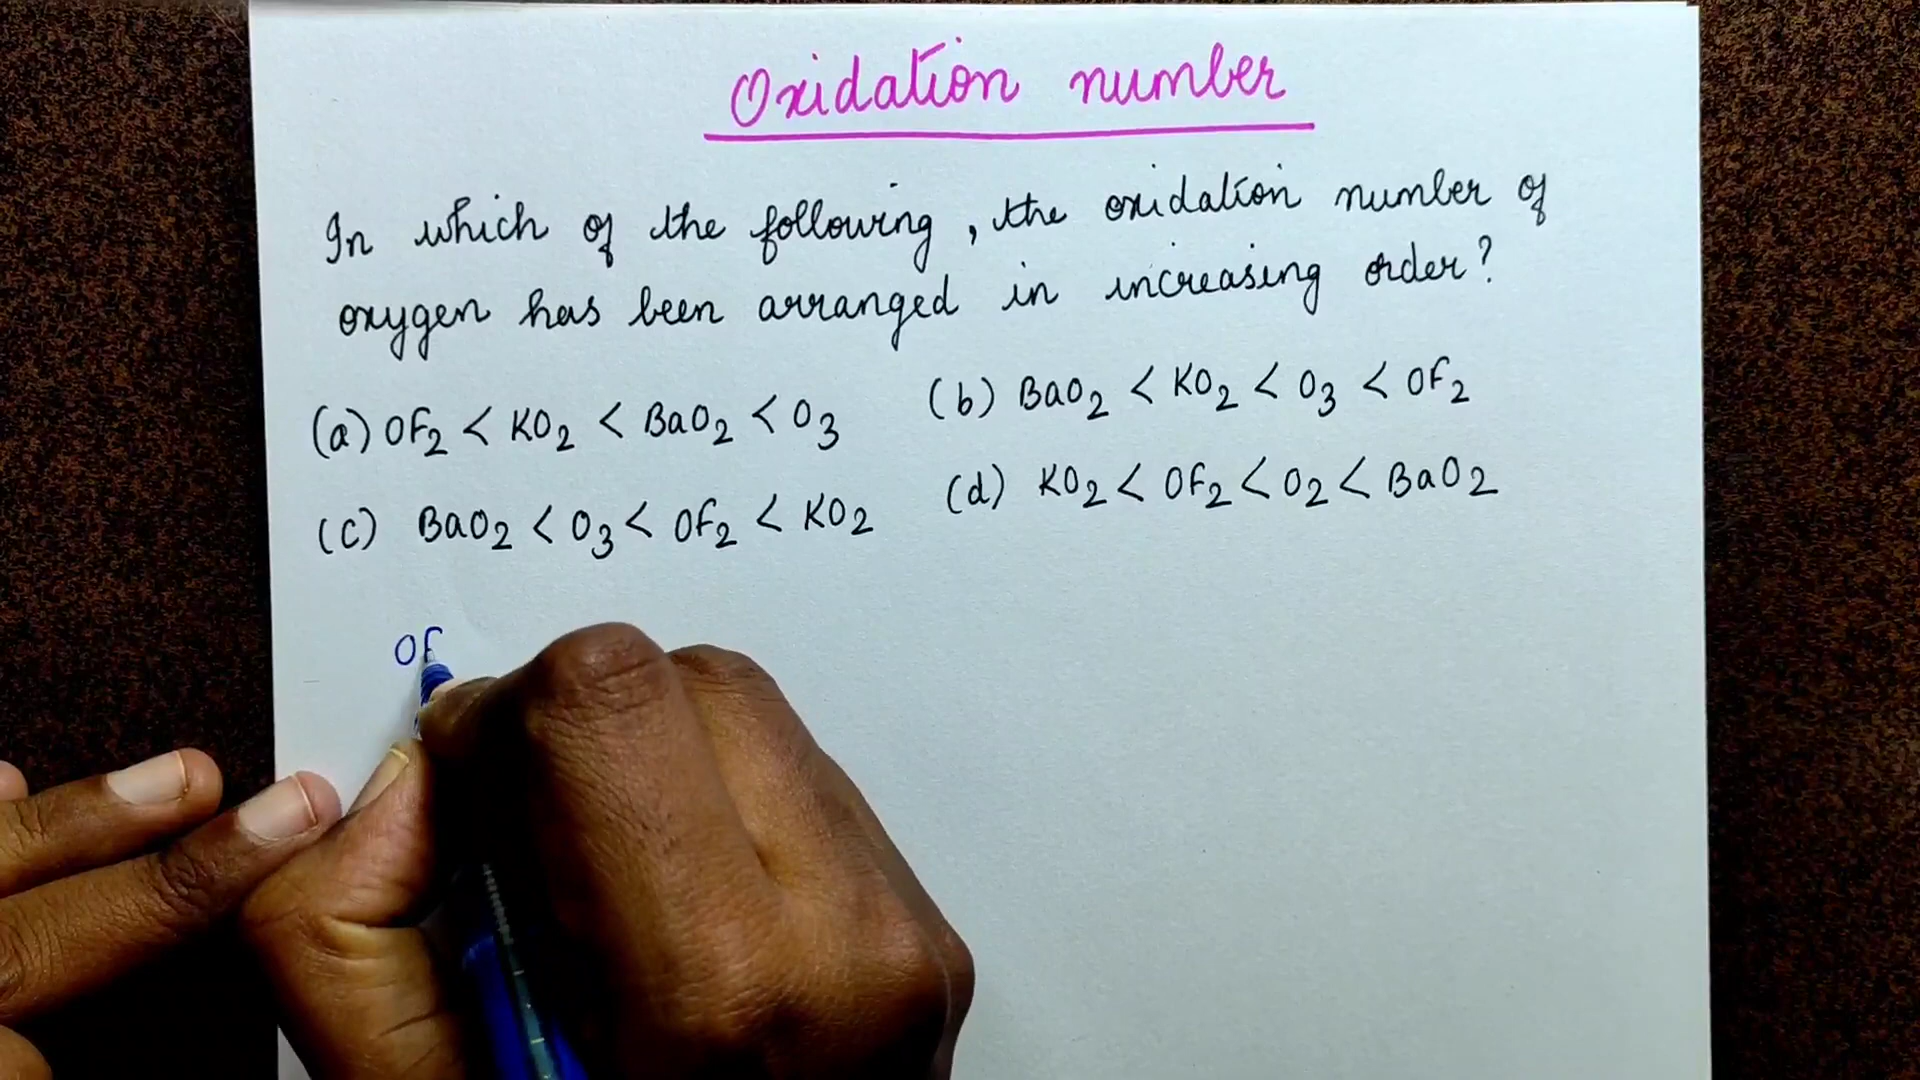 Oxidation number
In which of the following, the oxidation number of
oxygen has been arranged in increasing order?
(a) OF2 < KO2 < BaO2 < O3
(b) BaO2 < KO2 < O3 < OF2
(c) BaO2 < O3 < OF2 < KO2
(d) KO2 < OF2 < O2 < BaO2
OF